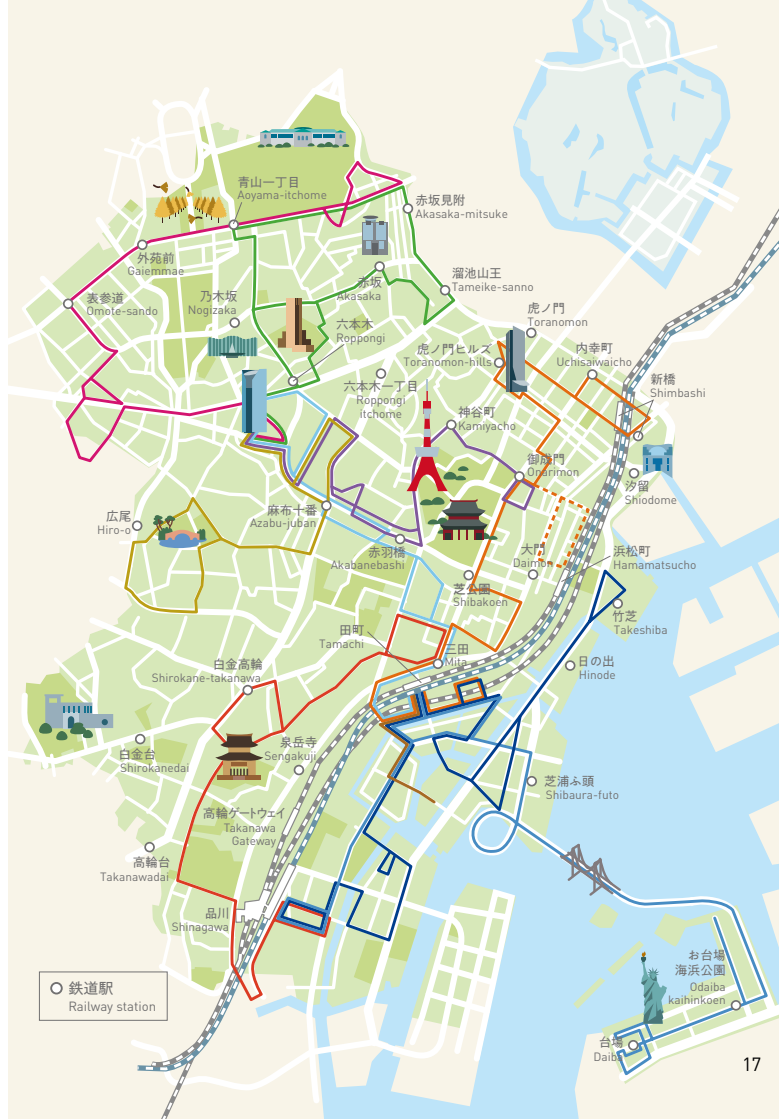 青山一丁目
Aoyama-itchome
赤坂見附
Akasaka-mitsuke
外苑前
Gaiemmae
赤坂
Akasaka
溜池山王
Tameike-sanno
表参道
Omote-sando
乃木坂
Nogizaka
六本木
Roppongi
虎ノ門
Toranomon
虎ノ門ヒルズ
Toranomon-hills
内幸町
Uchisaiwaicho
新橋
Shimbashi
六本木一丁目
Roppongi
itchome
神谷町
Kamiyacho
御成門
Onarimon
汐留
Shiodome
広尾
Hiro-o
麻布十番
Azabu-juban
赤羽橋
Akabanebashi
大門
Daimon
浜松町
Hamamatsucho
芝公園
Shibakoen
竹芝
Takeshiba
田町
Tamachi
三田
Mita
日の出
Hinode
白金高輪
Shirokane-takanawa
白金台
Shirokanedai
泉岳寺
Sengakuji
芝浦ふ頭
Shibaura-futo
高輪ゲートウェイ
Takanawa
Gateway
高輪台
Takanawadai
品川
Shinagawa
お台場
海浜公園
Odaiba
kaihinkoen
台場
Daiba
鉄道駅
Railway station
17